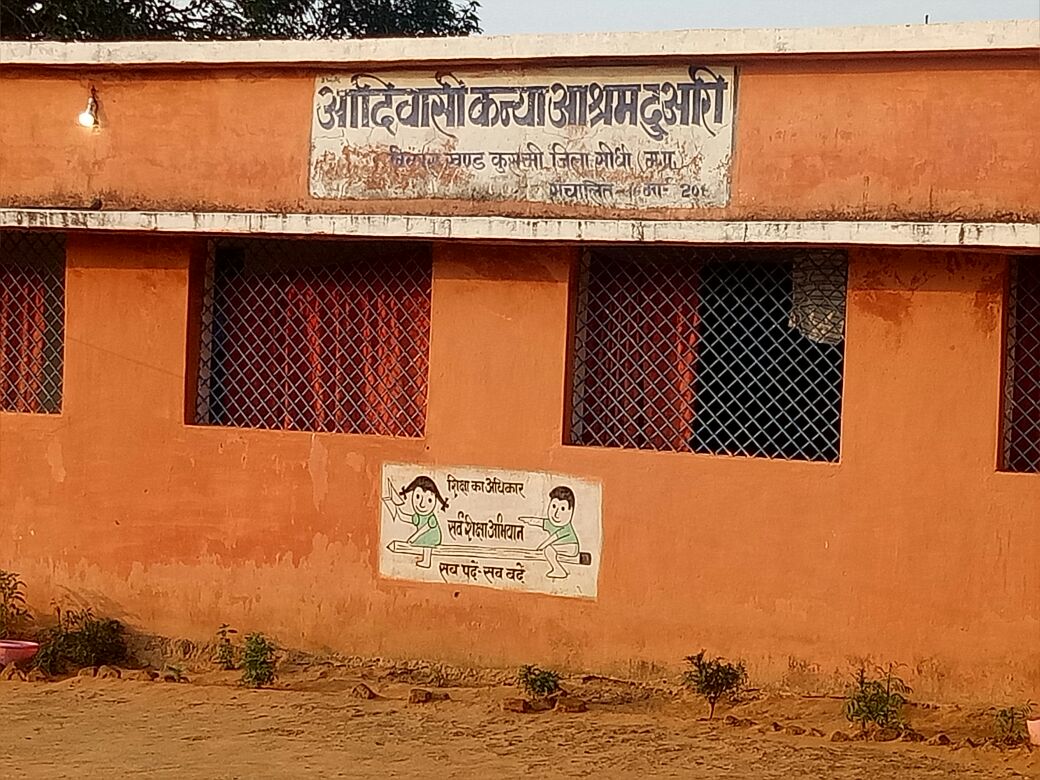 आदिवासी कन्या आश्रम दुआरी
विकास खण्ड कुसमी जिला सीधी (म.प्र.)
संचालित
शिक्षा का अधिकार
सर्व शिक्षा अभियान
सब पढ़ें-सब बढ़ें